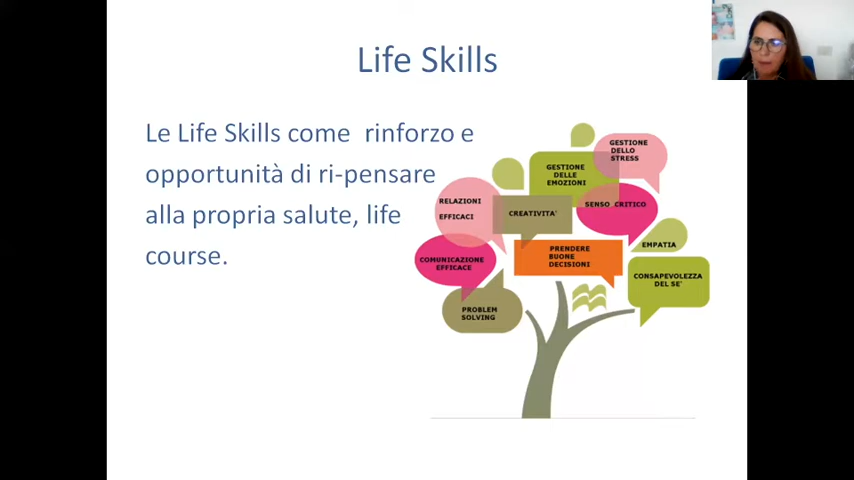 Life Skills
Le Life Skills come  rinforzo e
opportunità di ri-pensare
alla propria salute, life
course.
GESTIONE
DELLO
STRESS
GESTIONE
DELLE
EMOZIONI
RELAZIONI
EFFICACI
CREATIVITA'
SENSO CRITICO
EMPATIA
COMUNICAZIONE
EFFICACE
PRENDERE
BUONE
DECISIONI
CONSAPEVOLEZZA
DEL SE'
PROBLEM
SOLVING